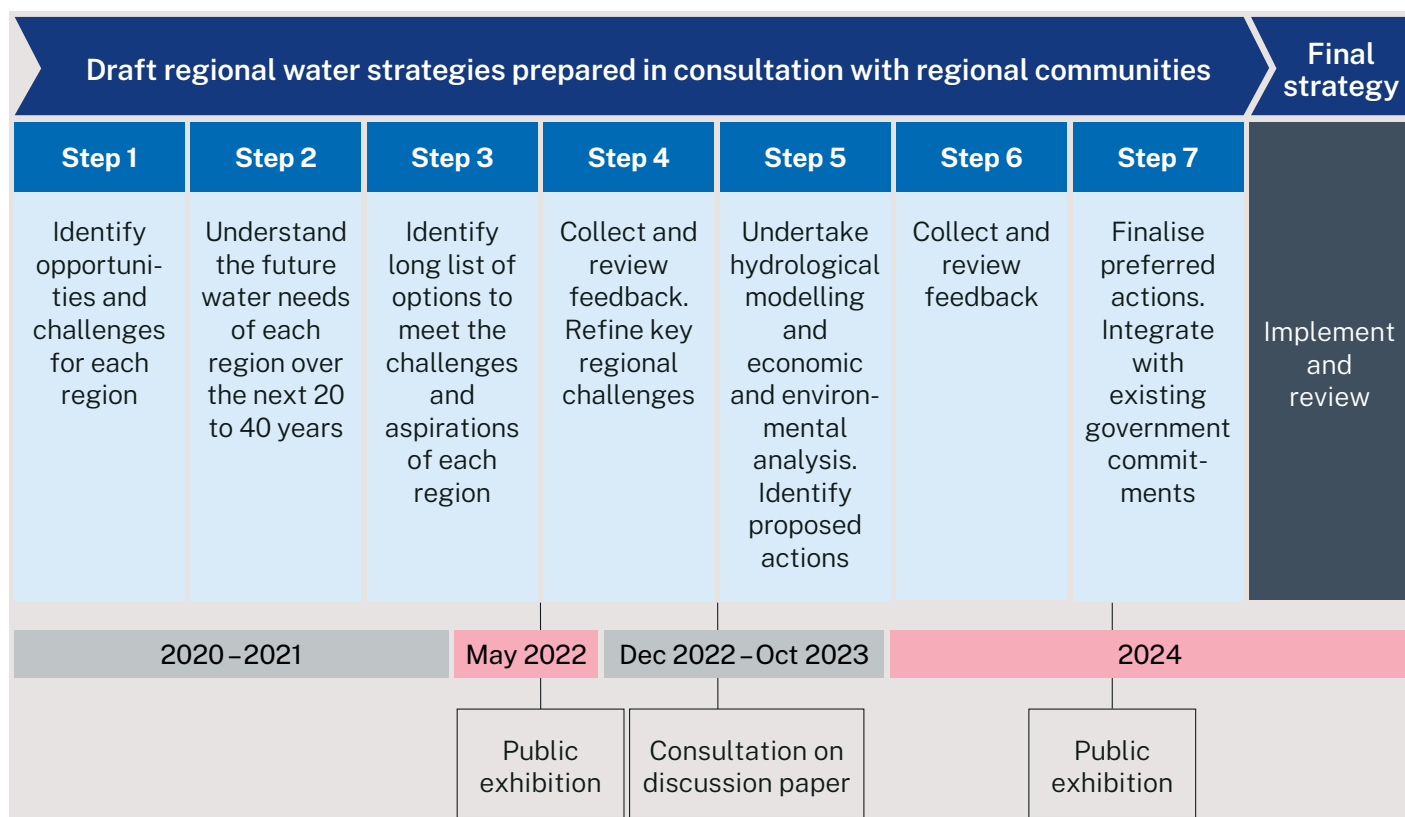 Draft regional water strategies prepared in consultation with regional communities
Final
strategy
Step 1
Identify
opportuni-
ties and
challenges
for each
region
Step 2
Understand
the future
water needs
of each
region over
the next 20
to 40 years
Step 3
Identify
long list of
options to
meet the
challenges
and
aspirations
of each
region
Step 4
Collect and
review
feedback.
Refine key
regional
challenges
Step 5
Undertake
hydrological
modelling
and
economic
and environ-
mental
analysis.
Identify
proposed
actions
Step 6
Collect and
review
feedback
Step 7
Finalise
preferred
actions.
Integrate
with
existing
government
commit-
ments
Implement
and
review
2020–2021
May 2022
Dec 2022–Oct 2023
2024
Public
exhibition
Consultation on
discussion paper
Public
exhibition